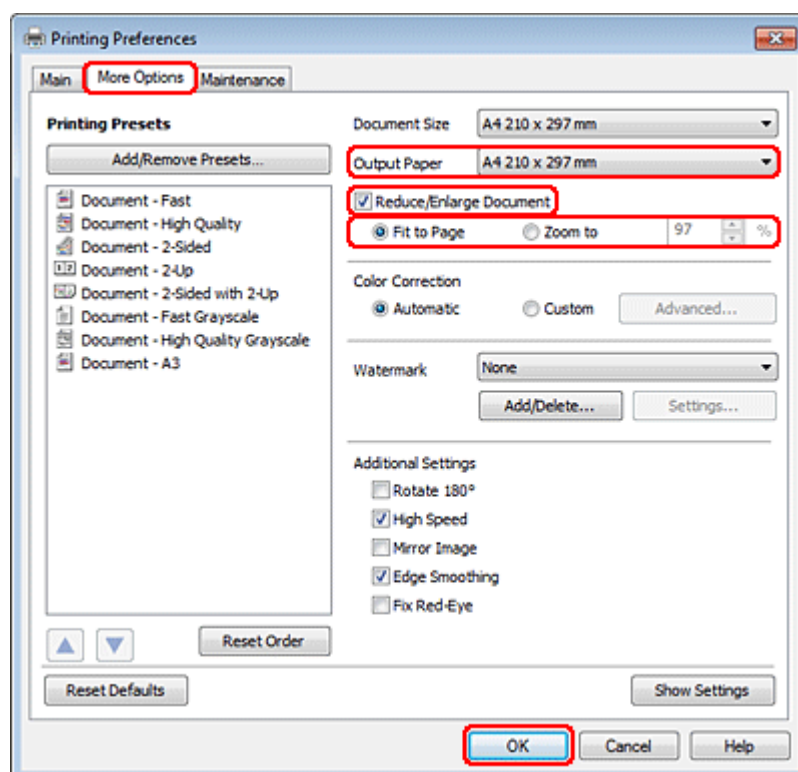 Printing Preferences
Main More Options Maintenance
Printing Presets
Add/Remove Presets...
Document - Fast
Document - High Quality
Document - 2-Sided
Document - 2-Up
Document - 2-Sided with 2-Up
Document - Fast Grayscale
Document - High Quality Grayscale
Document - A3
Reset Order
Document Size A4 210 x 297 mm
Output Paper A4 210 x 297 mm
Reduce/Enlarge Document
Fit to Page Zoom to 97 %
Color Correction
Automatic Custom Advanced...
Watermark None
Add/Delete... Settings...
Additional Settings
Rotate 180°
High Speed
Mirror Image
Edge Smoothing
Fix Red-Eye
Reset Defaults Show Settings
OK Cancel Help